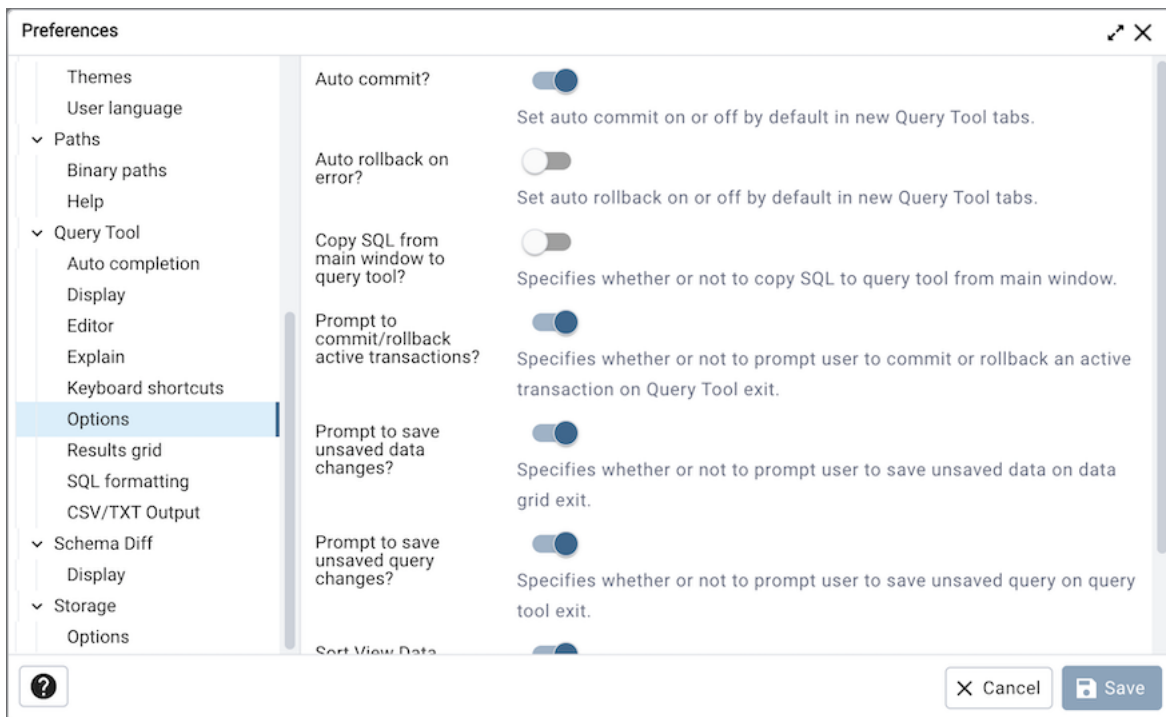 Preferences
Themes
User language
Paths
Binary paths
Help
Query Tool
Auto completion
Display
Editor
Explain
Keyboard shortcuts
Options
Results grid
SQL formatting
CSV/TXT Output
Schema Diff
Display
Storage
Options
Auto commit?
Set auto commit on or off by default in new Query Tool tabs.
Auto rollback on
error?
Set auto rollback on or off by default in new Query Tool tabs.
Copy SQL from
main window to
query tool?
Specifies whether or not to copy SQL to query tool from main window.
Prompt to
commit/rollback
active transactions?
Specifies whether or not to prompt user to commit or rollback an active
transaction on Query Tool exit.
Prompt to save
unsaved data
changes?
Specifies whether or not to prompt user to save unsaved data on data
grid exit.
Prompt to save
unsaved query
changes?
Specifies whether or not to prompt user to save unsaved query on query
tool exit.
Sort View Data
?
Cancel
Save